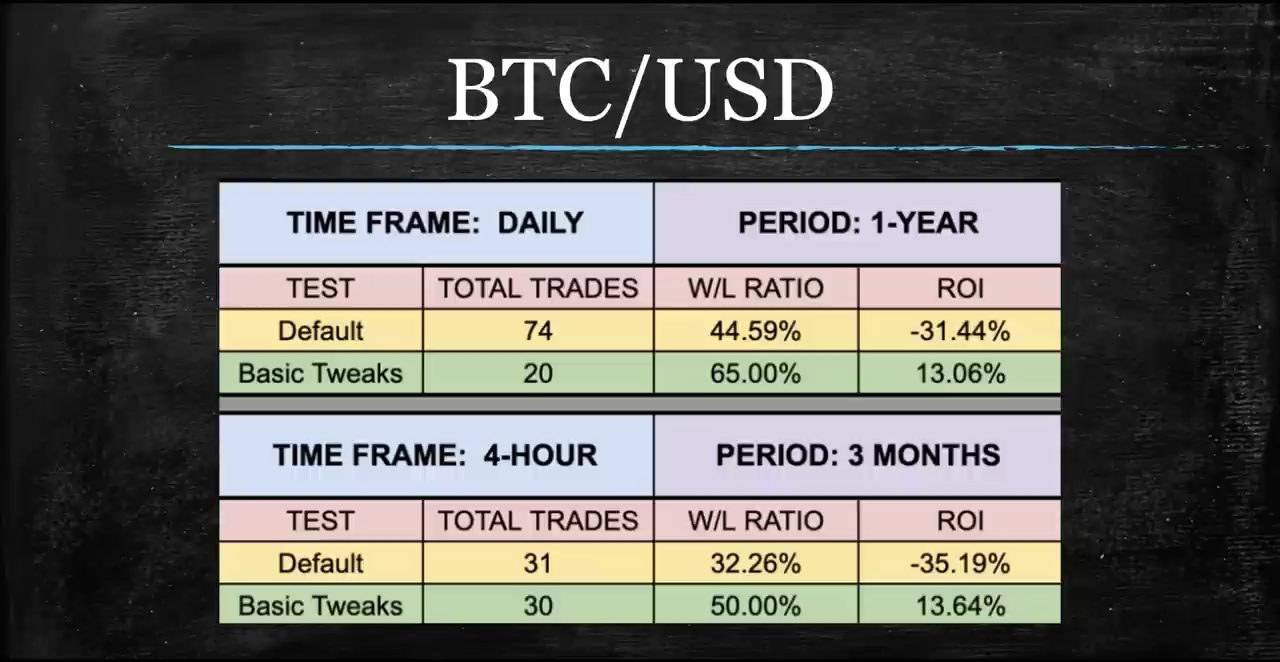 BTC/USD
TIME FRAME: DAILY PERIOD: 1-YEAR
TEST TOTAL TRADES W/L RATIO ROI
Default 74 44.59% -31.44%
Basic Tweaks 20 65.00% 13.06%
TIME FRAME: 4-HOUR PERIOD: 3 MONTHS
TEST TOTAL TRADES W/L RATIO ROI
Default 31 32.26% -35.19%
Basic Tweaks 30 50.00% 13.64%